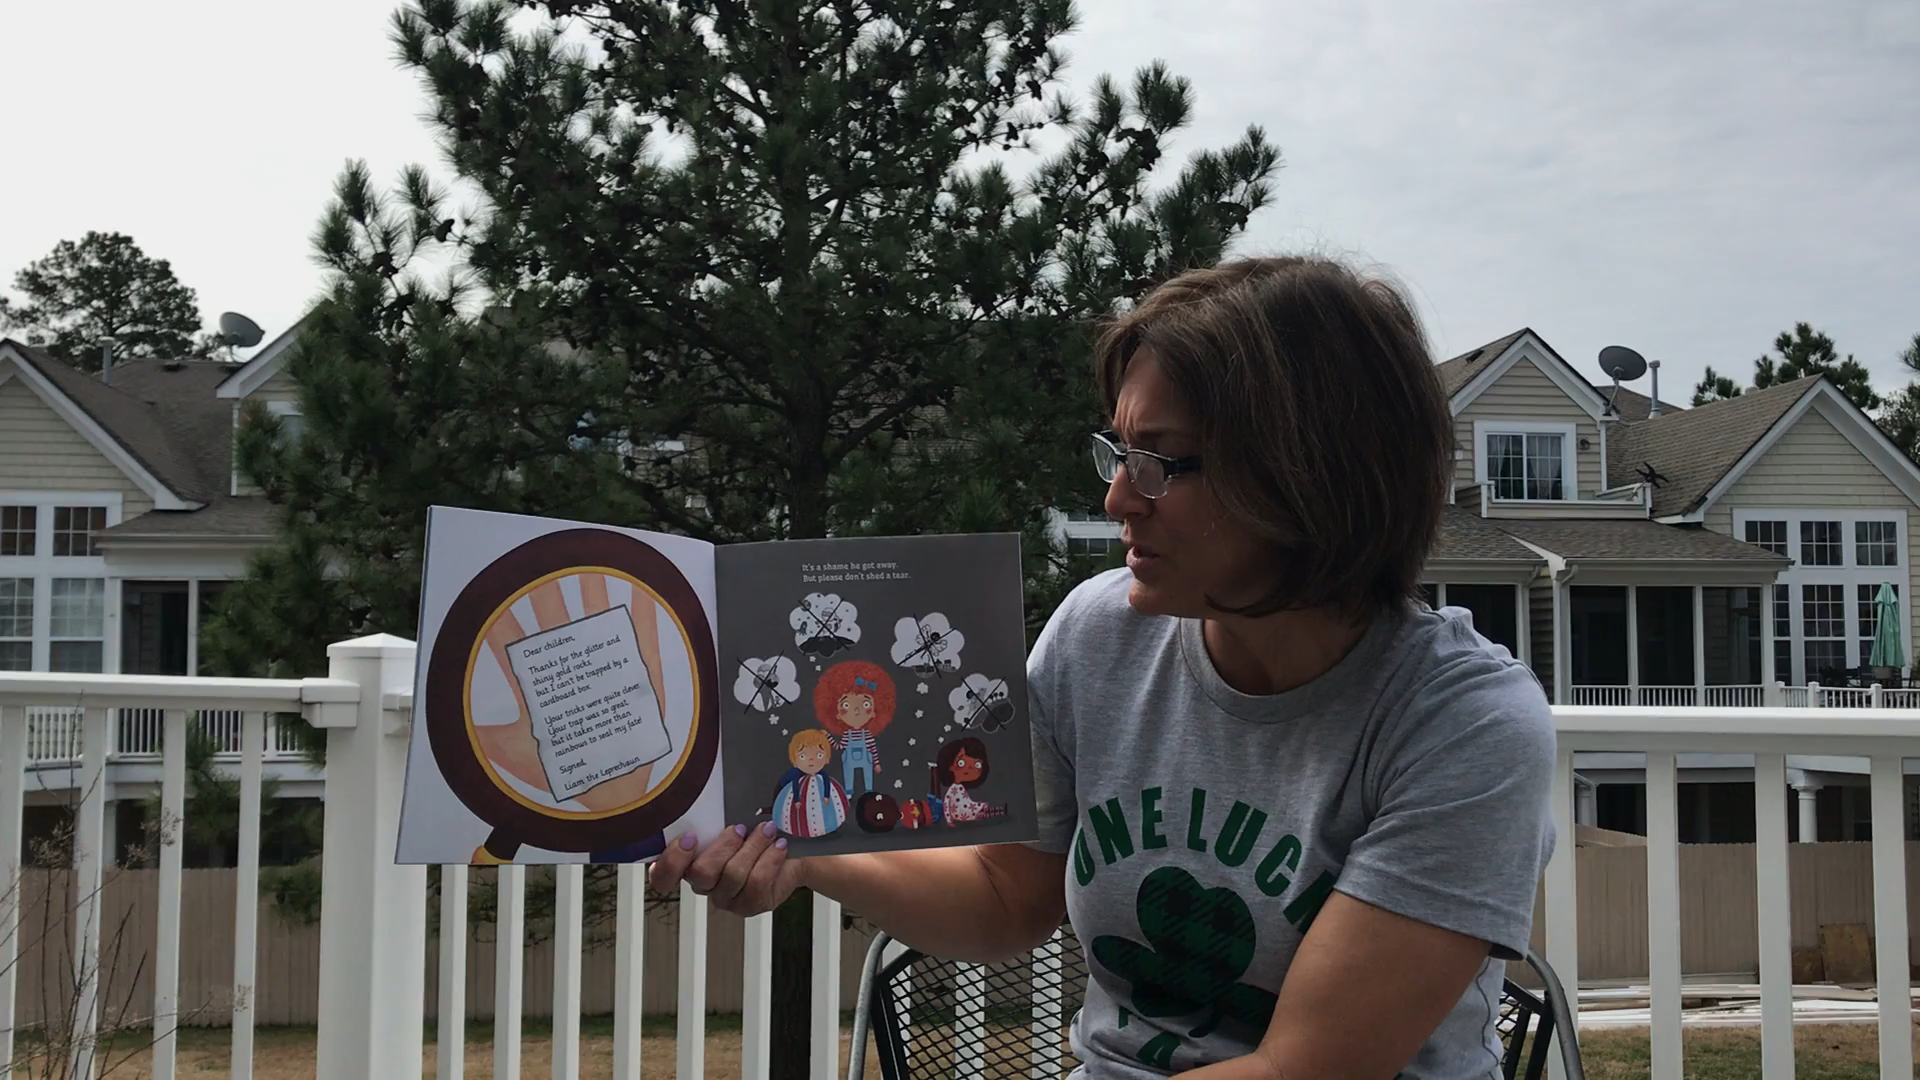 Dear children,
Thanks for the glitter and
shiny gold rocks,
but I can't be trapped by a
cardboard box.
Your tricks were quite clever.
Your trap was so great,
but it takes more than
rainbows to seal my fate!
Signed,
Liam the Leprechaun
It's a shame he got away.
But please don't shed a tear.
ONE LUCK